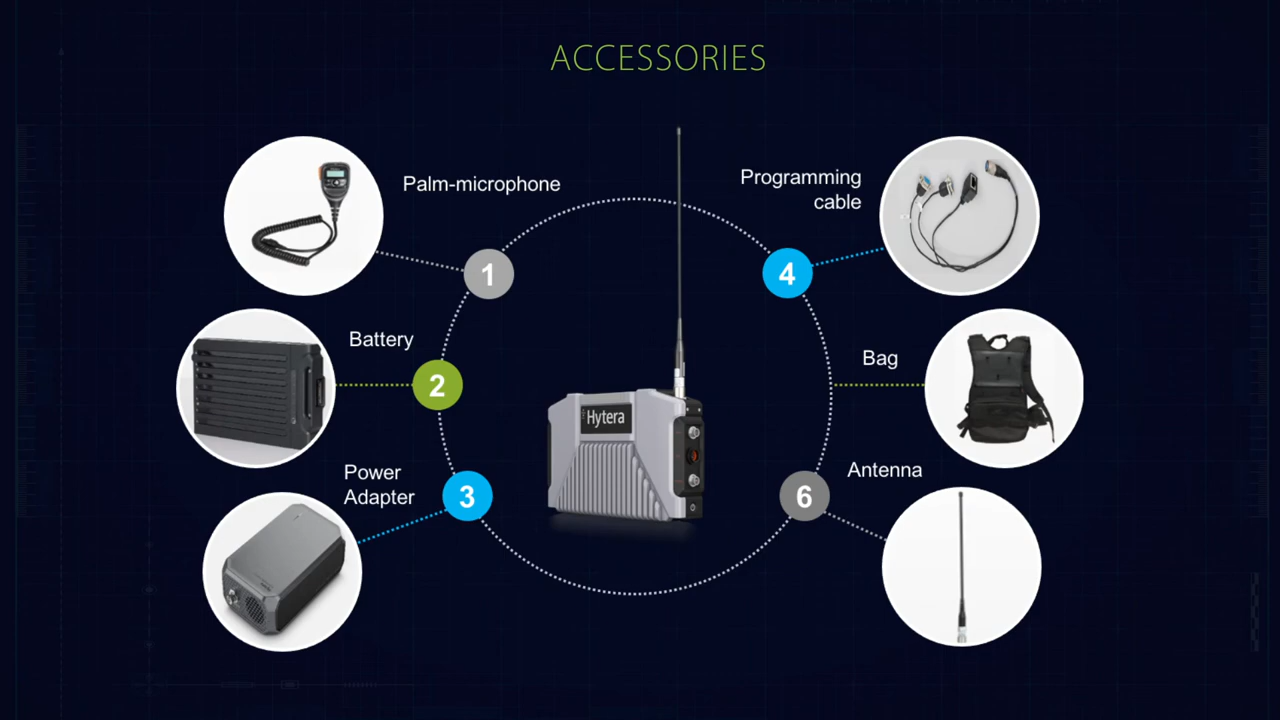 ACCESSORIES
Palm-microphone
1
Battery
2
Power
Adapter
3
Programming
cable
4
Bag
Antenna
6
Hytera